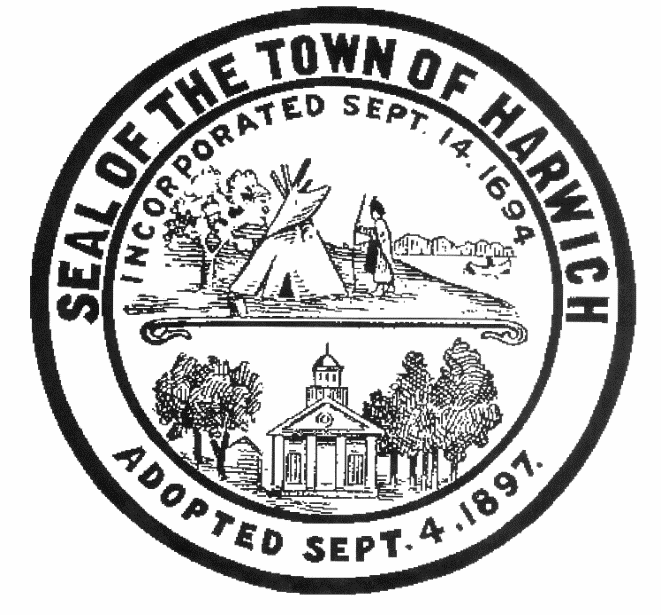 SEAL OF THE TOWN OF HARWICH
INCORPORATED SEPT. 14. 1694
ADOPTED SEPT. 4. 1897.